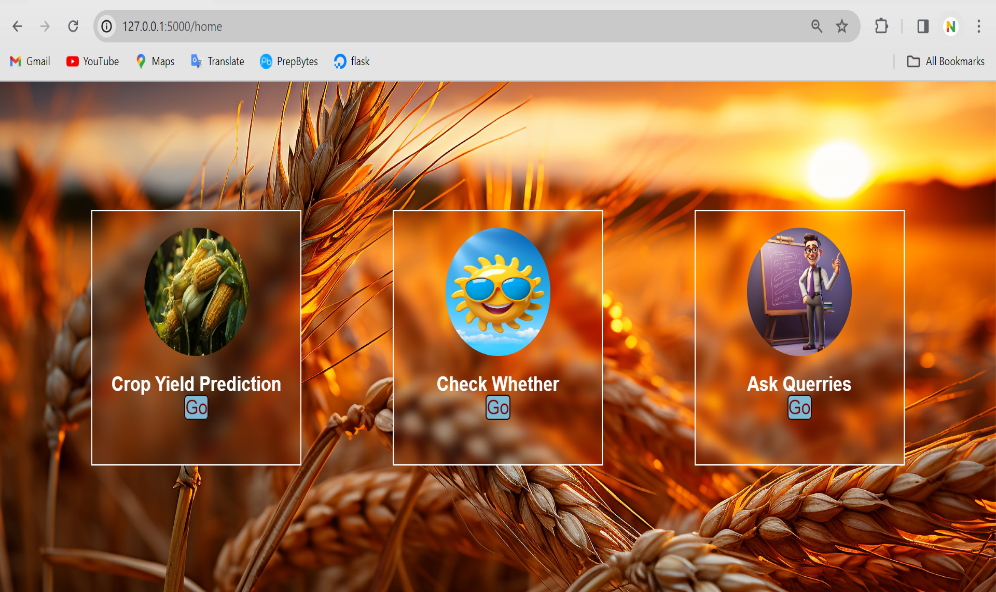 127.0.0.1:5000/home
Gmail YouTube Maps Translate PrepBytes flask All Bookmarks
Crop Yield Prediction Check Whether Ask Querries
Go Go Go